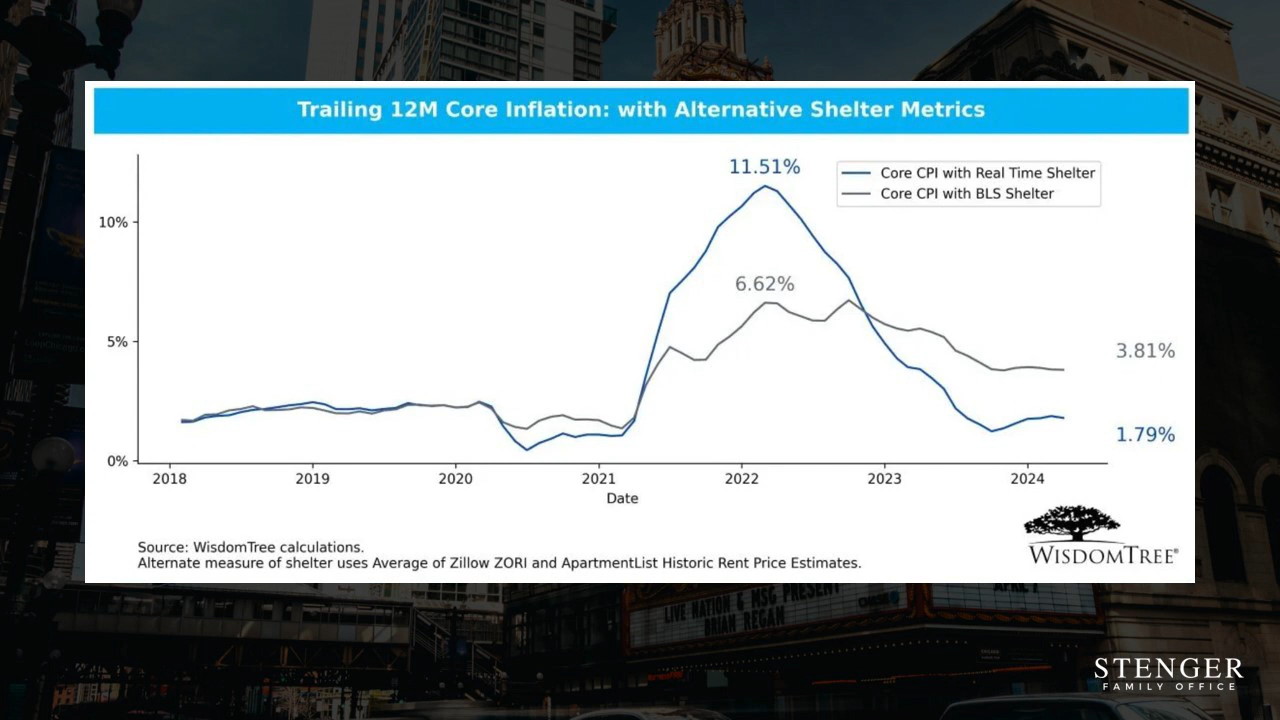 Trailing 12M Core Inflation: with Alternative Shelter Metrics
11.51%
Core CPI with Real Time Shelter
Core CPI with BLS Shelter
10%
6.62%
5%
3.81%
1.79%
0%
2018 2019 2020 2021 2022 2023 2024
Date
Source: WisdomTree calculations.
Alternate measure of shelter uses Average of Zillow ZORI and ApartmentList Historic Rent Price Estimates.
WISDOMTREE®
LIVE NATION & MSG PRESENT
BRIAN REGAN
STENGER
FAMILY OFFICE